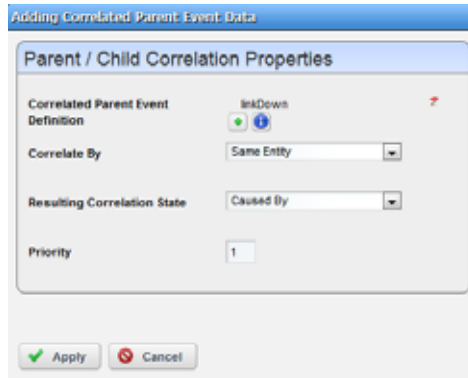 Adding Correlated Parent Event Data
Parent / Child Correlation Properties
Correlated Parent Event Definition
linkDown
?
Correlate By
Same Entity
Resulting Correlation State
Caused By
Priority
1
Apply
Cancel